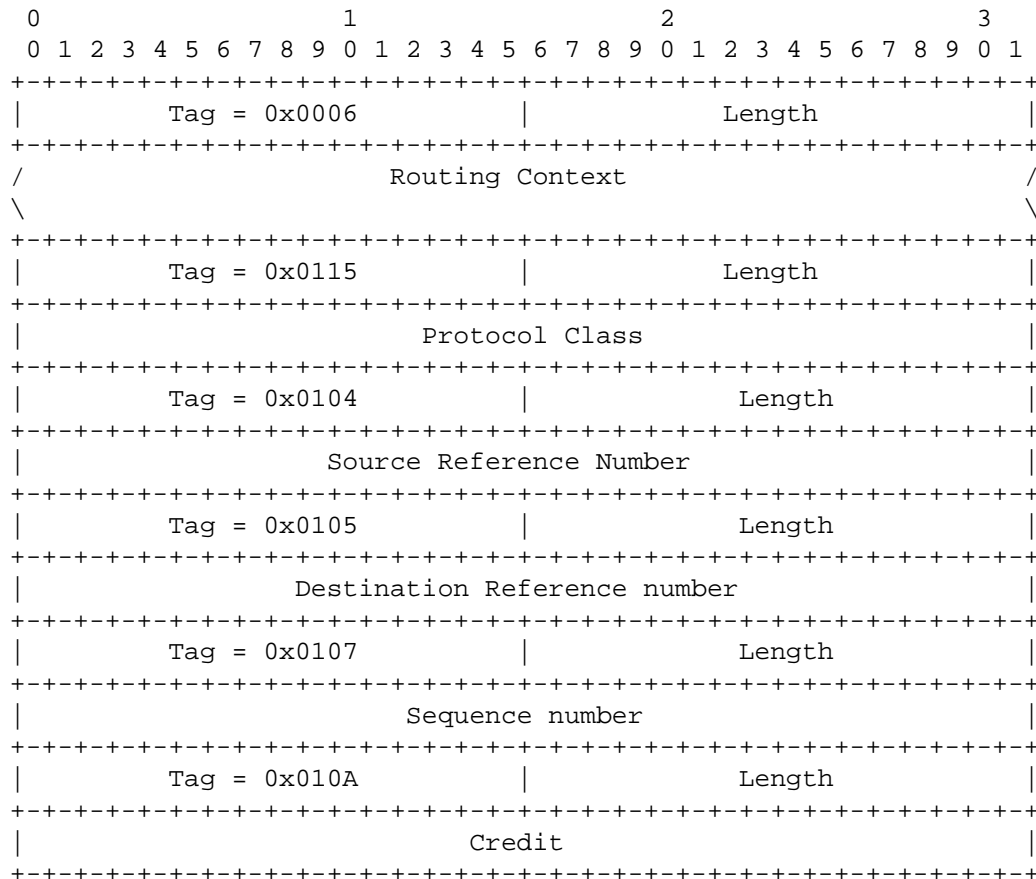 0                   1                   2                   3
 0 1 2 3 4 5 6 7 8 9 0 1 2 3 4 5 6 7 8 9 0 1 2 3 4 5 6 7 8 9 0 1
+-+-+-+-+-+-+-+-+-+-+-+-+-+-+-+-+-+-+-+-+-+-+-+-+-+-+-+-+-+-+-+-+
|         Tag = 0x0006          |            Length             |
+-+-+-+-+-+-+-+-+-+-+-+-+-+-+-+-+-+-+-+-+-+-+-+-+-+-+-+-+-+-+-+-+
/                       Routing Context                         /
\                                                               \
+-+-+-+-+-+-+-+-+-+-+-+-+-+-+-+-+-+-+-+-+-+-+-+-+-+-+-+-+-+-+-+-+
|         Tag = 0x0115          |            Length             |
+-+-+-+-+-+-+-+-+-+-+-+-+-+-+-+-+-+-+-+-+-+-+-+-+-+-+-+-+-+-+-+-+
|                         Protocol Class                        |
+-+-+-+-+-+-+-+-+-+-+-+-+-+-+-+-+-+-+-+-+-+-+-+-+-+-+-+-+-+-+-+-+
|         Tag = 0x0104          |             Length            |
+-+-+-+-+-+-+-+-+-+-+-+-+-+-+-+-+-+-+-+-+-+-+-+-+-+-+-+-+-+-+-+-+
|                   Source Reference Number                     |
+-+-+-+-+-+-+-+-+-+-+-+-+-+-+-+-+-+-+-+-+-+-+-+-+-+-+-+-+-+-+-+-+
|         Tag = 0x0105          |             Length            |
+-+-+-+-+-+-+-+-+-+-+-+-+-+-+-+-+-+-+-+-+-+-+-+-+-+-+-+-+-+-+-+-+
|                 Destination Reference number                  |
+-+-+-+-+-+-+-+-+-+-+-+-+-+-+-+-+-+-+-+-+-+-+-+-+-+-+-+-+-+-+-+-+
|         Tag = 0x0107          |             Length            |
+-+-+-+-+-+-+-+-+-+-+-+-+-+-+-+-+-+-+-+-+-+-+-+-+-+-+-+-+-+-+-+-+
|                        Sequence number                        |
+-+-+-+-+-+-+-+-+-+-+-+-+-+-+-+-+-+-+-+-+-+-+-+-+-+-+-+-+-+-+-+-+
|         Tag = 0x010A          |             Length            |
+-+-+-+-+-+-+-+-+-+-+-+-+-+-+-+-+-+-+-+-+-+-+-+-+-+-+-+-+-+-+-+-+
|                            Credit                             |
+-+-+-+-+-+-+-+-+-+-+-+-+-+-+-+-+-+-+-+-+-+-+-+-+-+-+-+-+-+-+-+-+